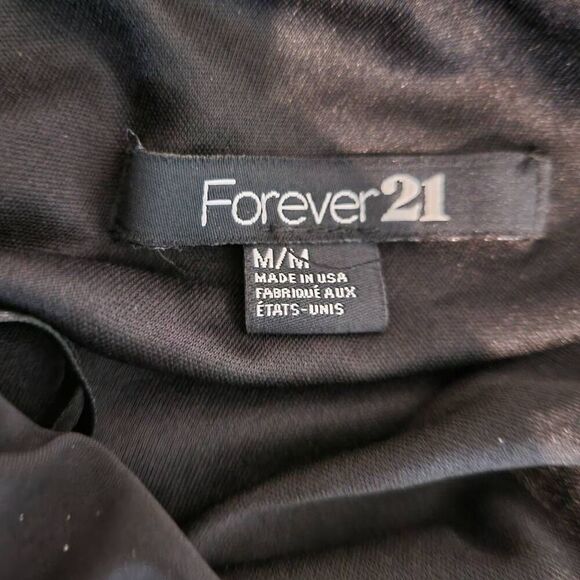 Forever21
M/M
MADE IN USA
FABRIQUÉ AUX
ÉTATS-UNIS